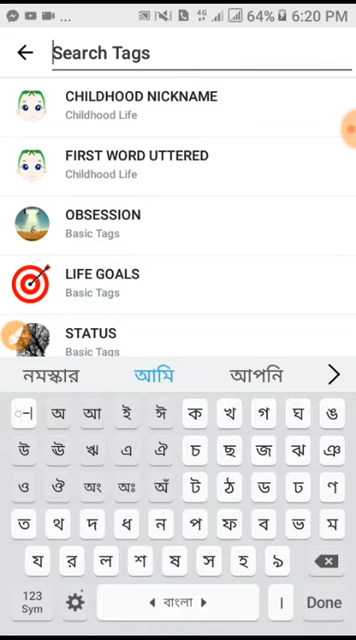 ... 4G 64% 6:20 PM
Search Tags
CHILDHOOD NICKNAME
Childhood Life
FIRST WORD UTTERED
Childhood Life
OBSESSION
Basic Tags
LIFE GOALS
Basic Tags
STATUS
Basic Tags
নমস্কার আমি আপনি
অ আ ই ঈ ক খ গ ঘ ঙ
উ ঊ ঋ এ ঐ চ ছ জ ঝ ঞ
ও ঔ অং অঃ অঁ ট ঠ ড ঢ ণ
ত থ দ ধ ন প ফ ব ভ ম
য র ল শ ষ স হ ৯
123
Sym বাংলা । Done